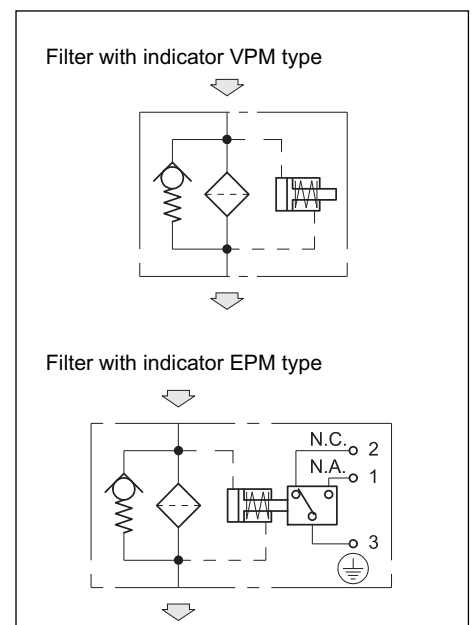 Filter with indicator VPM type
Filter with indicator EPM type
N.C. 2
N.A. 1
3